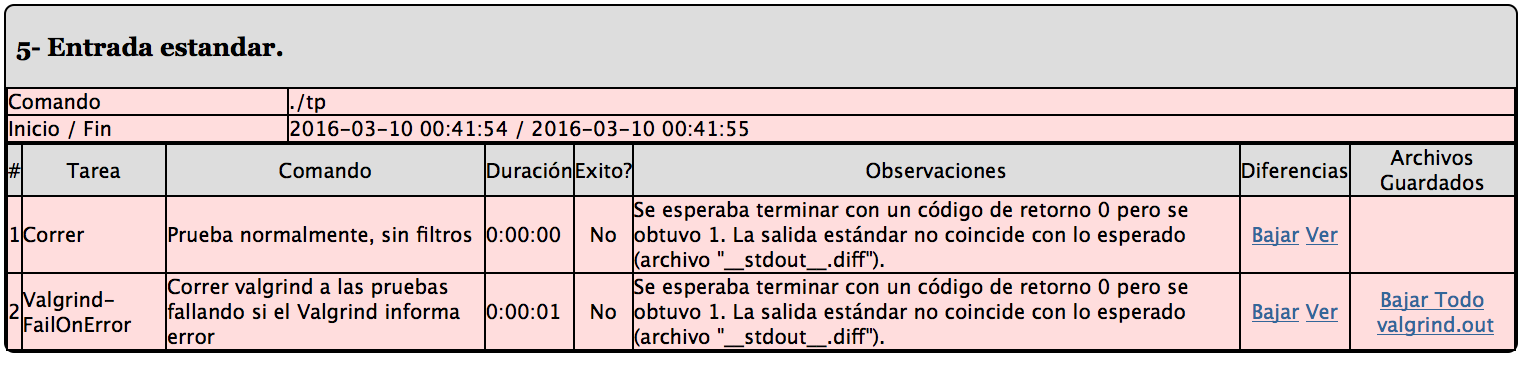 5- Entrada estandar.
Comando ./tp
Inicio / Fin 2016-03-10 00:41:54 / 2016-03-10 00:41:55
# Tarea Comando Duración Exito? Observaciones Diferencias Archivos
Guardados
1 Correr Prueba normalmente, sin filtros 0:00:00 No Se esperaba terminar con un código de retorno 0 pero se
obtuvo 1. La salida estándar no coincide con lo esperado
(archivo "__stdout__.diff"). Bajar Ver
2 Valgrind-
FailOnError Correr valgrind a las pruebas
fallando si el Valgrind informa
error 0:00:01 No Se esperaba terminar con un código de retorno 0 pero se
obtuvo 1. La salida estándar no coincide con lo esperado
(archivo "__stdout__.diff"). Bajar Ver Bajar Todo
valgrind.out